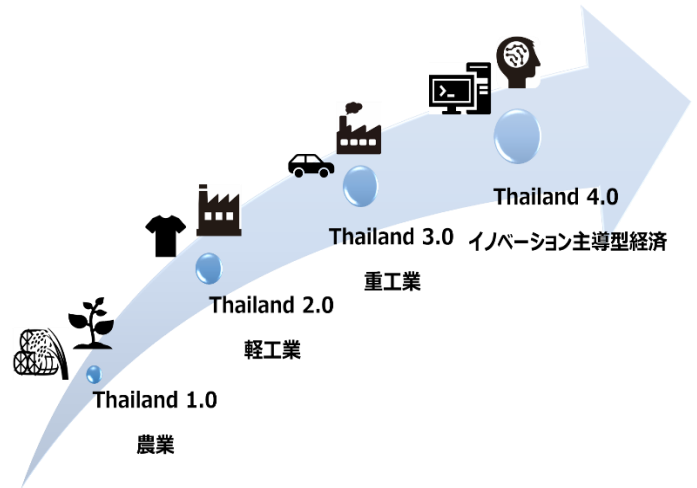 Thailand 4.0
イノベーション主導型経済
Thailand 3.0
重工業
Thailand 2.0
軽工業
Thailand 1.0
農業